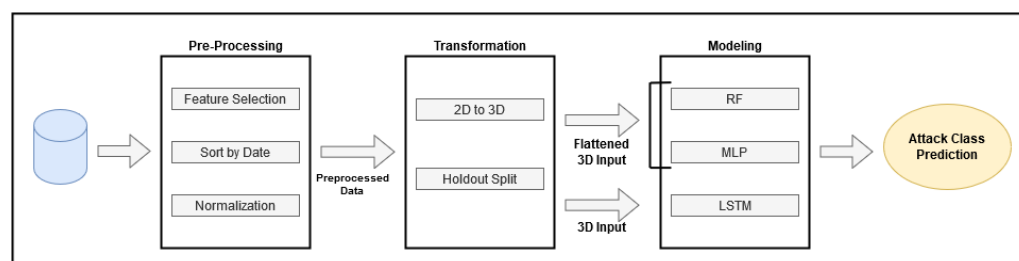 Pre-Processing
Transformation
Modeling
Feature Selection
Sort by Date
Normalization
Preprocessed
Data
2D to 3D
Holdout Split
Flattened
3D Input
3D Input
RF
MLP
LSTM
Attack Class
Prediction